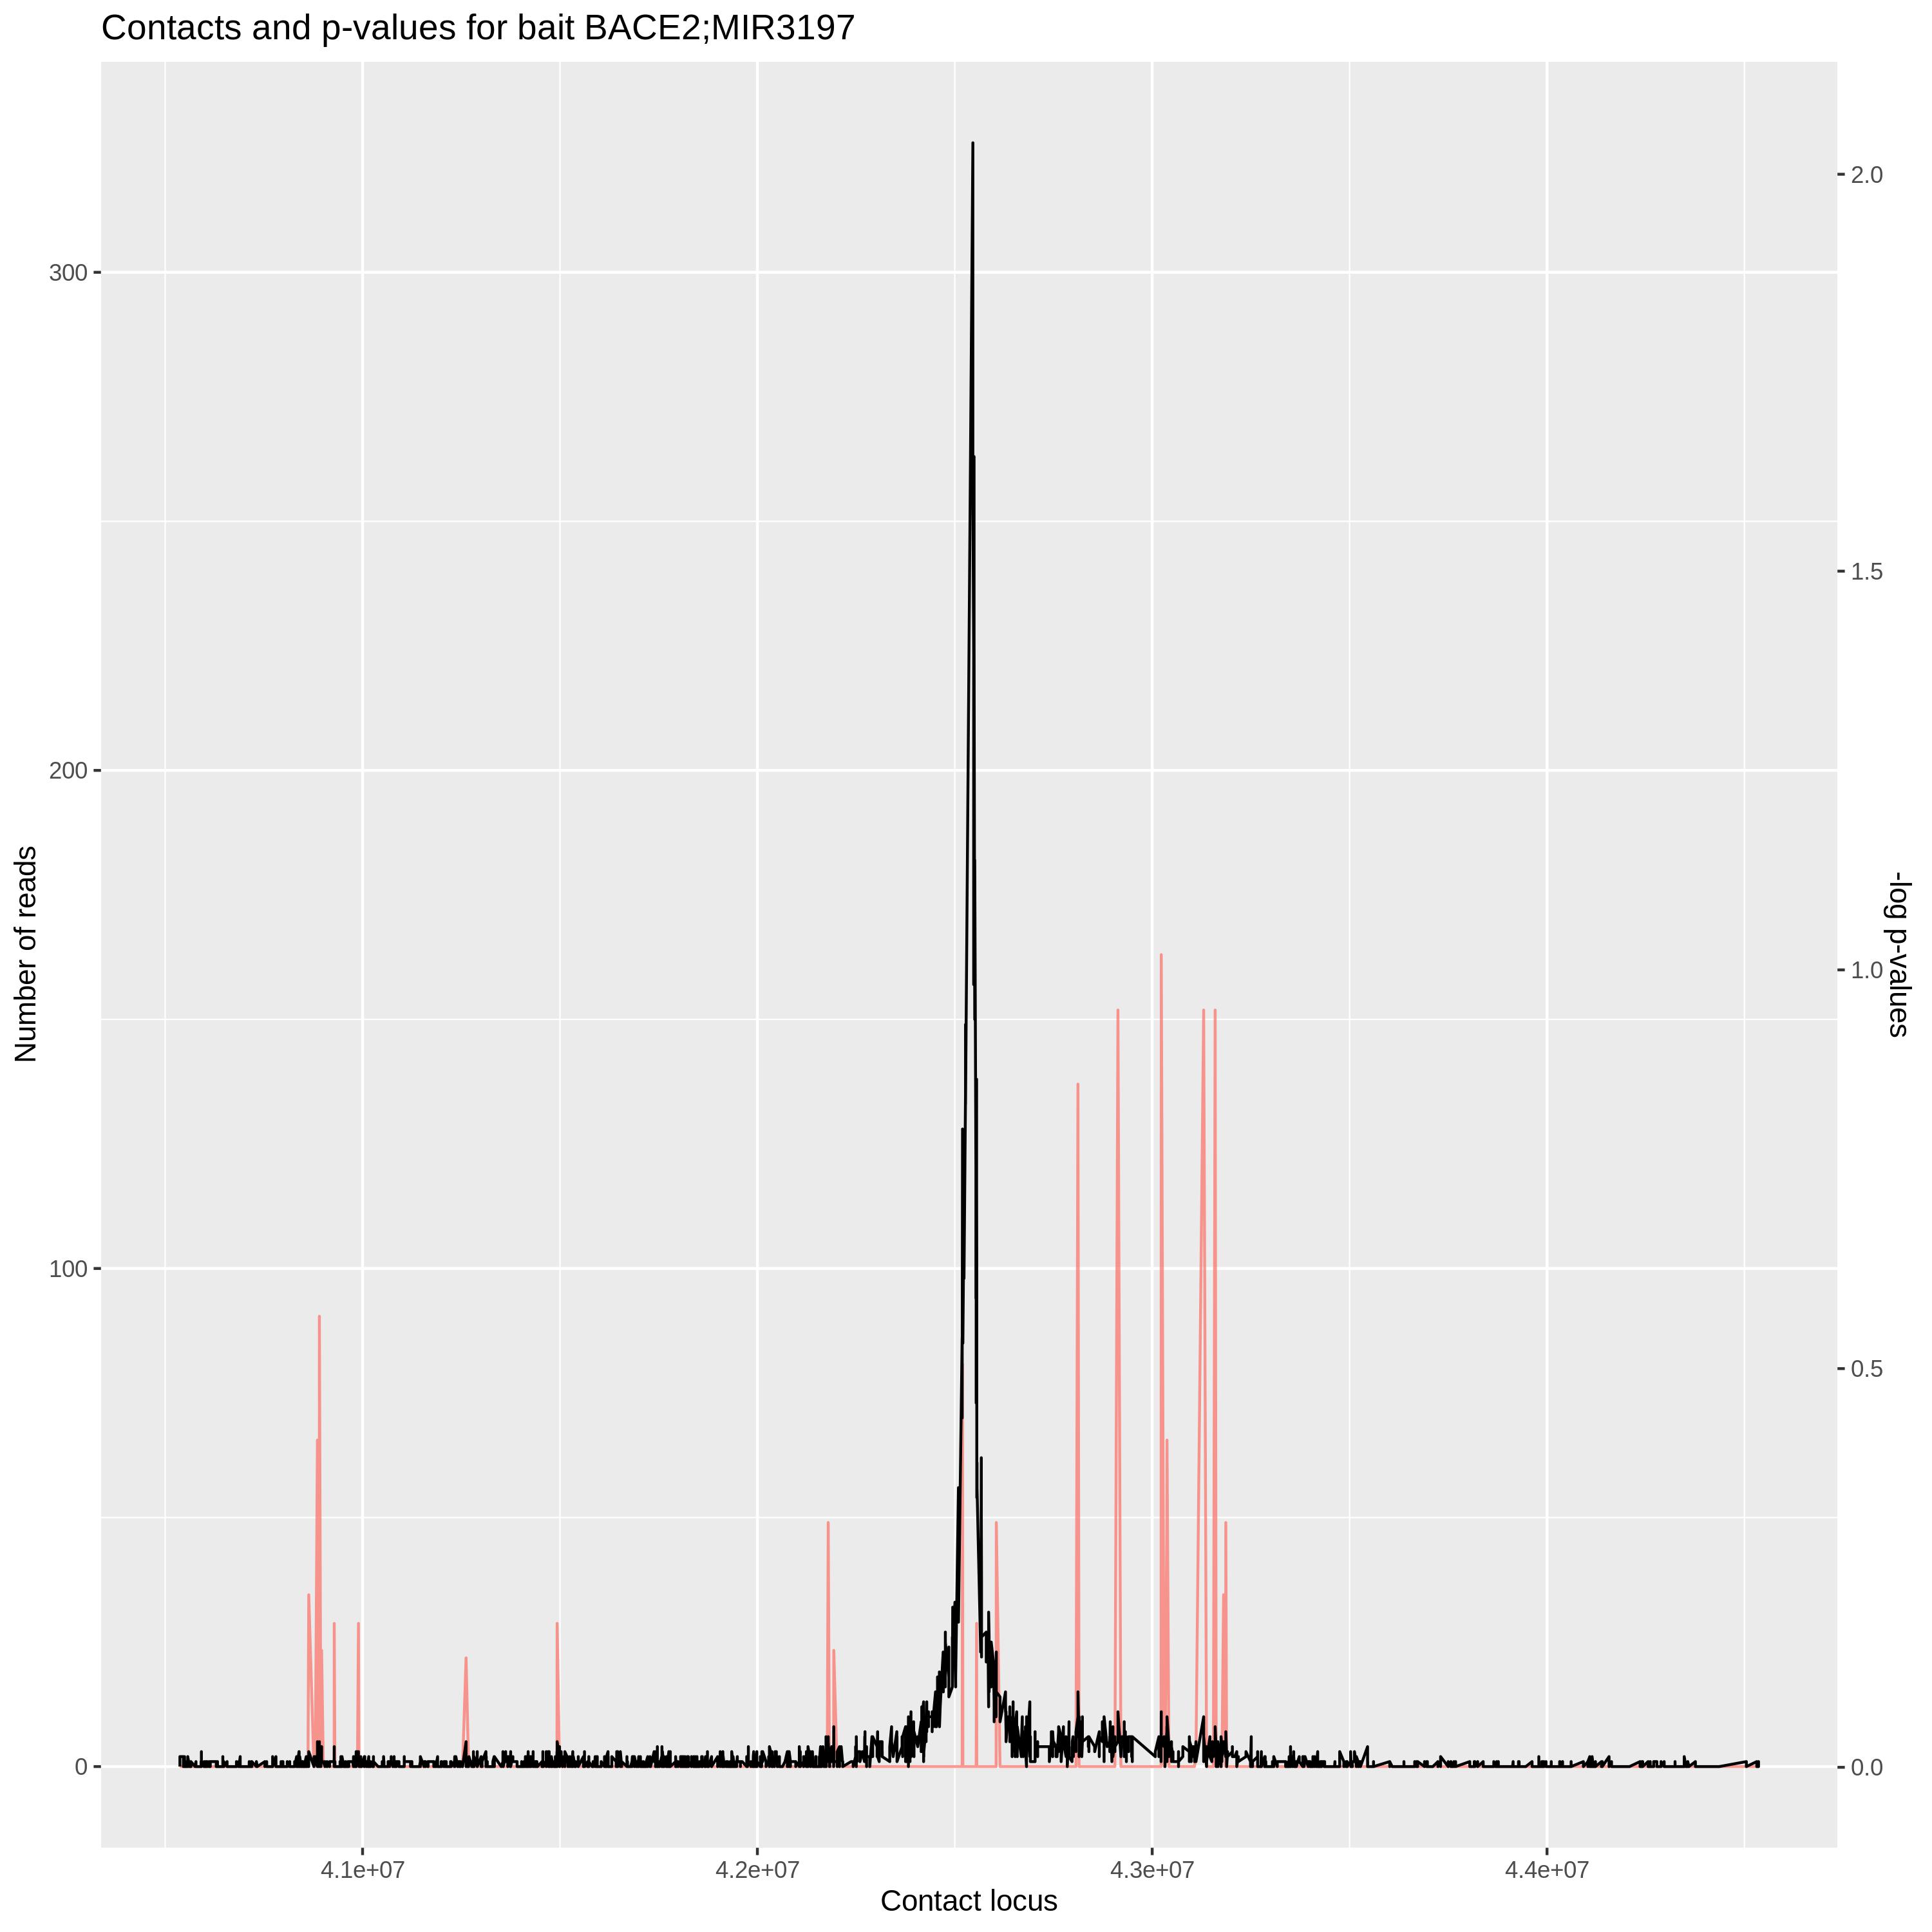 Contacts and p-values for bait BACE2;MIR3197
Number of reads
300
200
100
0
2.0
1.5
1.0
0.5
0.0
-log p-values
4.1e+07
4.2e+07
4.3e+07
4.4e+07
Contact locus